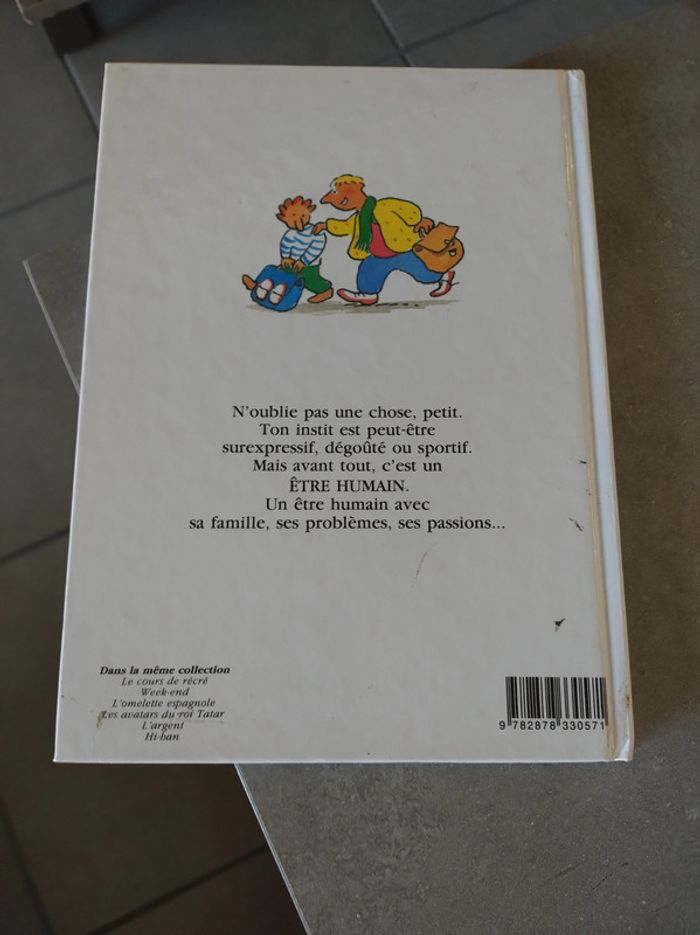 N'oublie pas une chose, petit.
Ton instit est peut-être
surexpressif, dégoûté ou sportif.
Mais avant tout, c'est un
ÊTRE HUMAIN.
Un être humain avec
sa famille, ses problèmes, ses passions...
Dans la même collection
Le cours de récré
Week-end
L'omelette espagnole
Les avatars du roi Tatar
L'argent
Hi-han
9 782878 330571